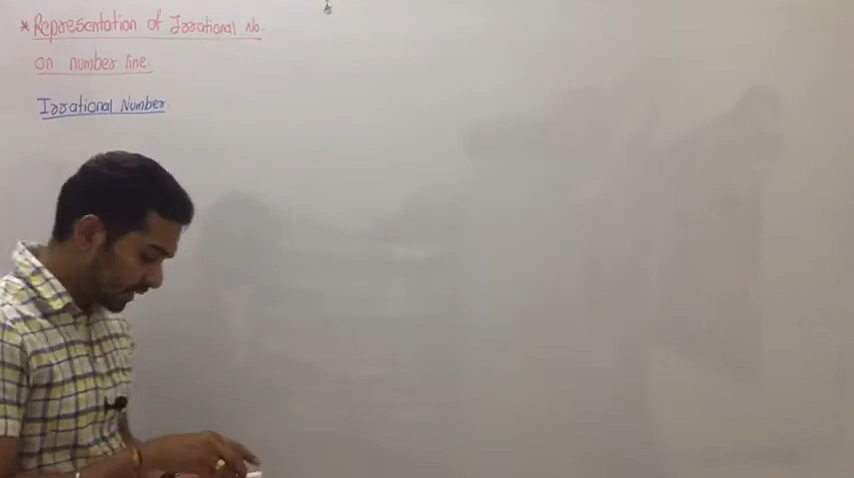 * Representation of Irrational No.
on number line.
Irrational Number.